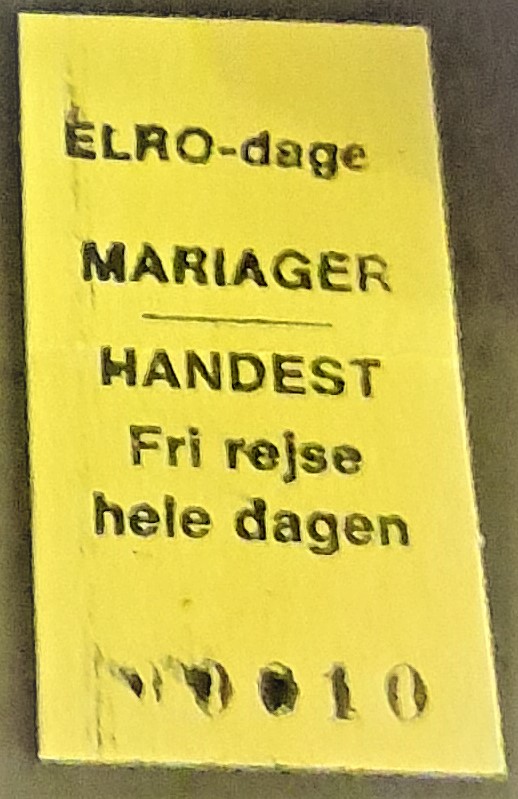 ELRO-dage
MARIAGER
HANDEST
Fri rejse
hele dagen